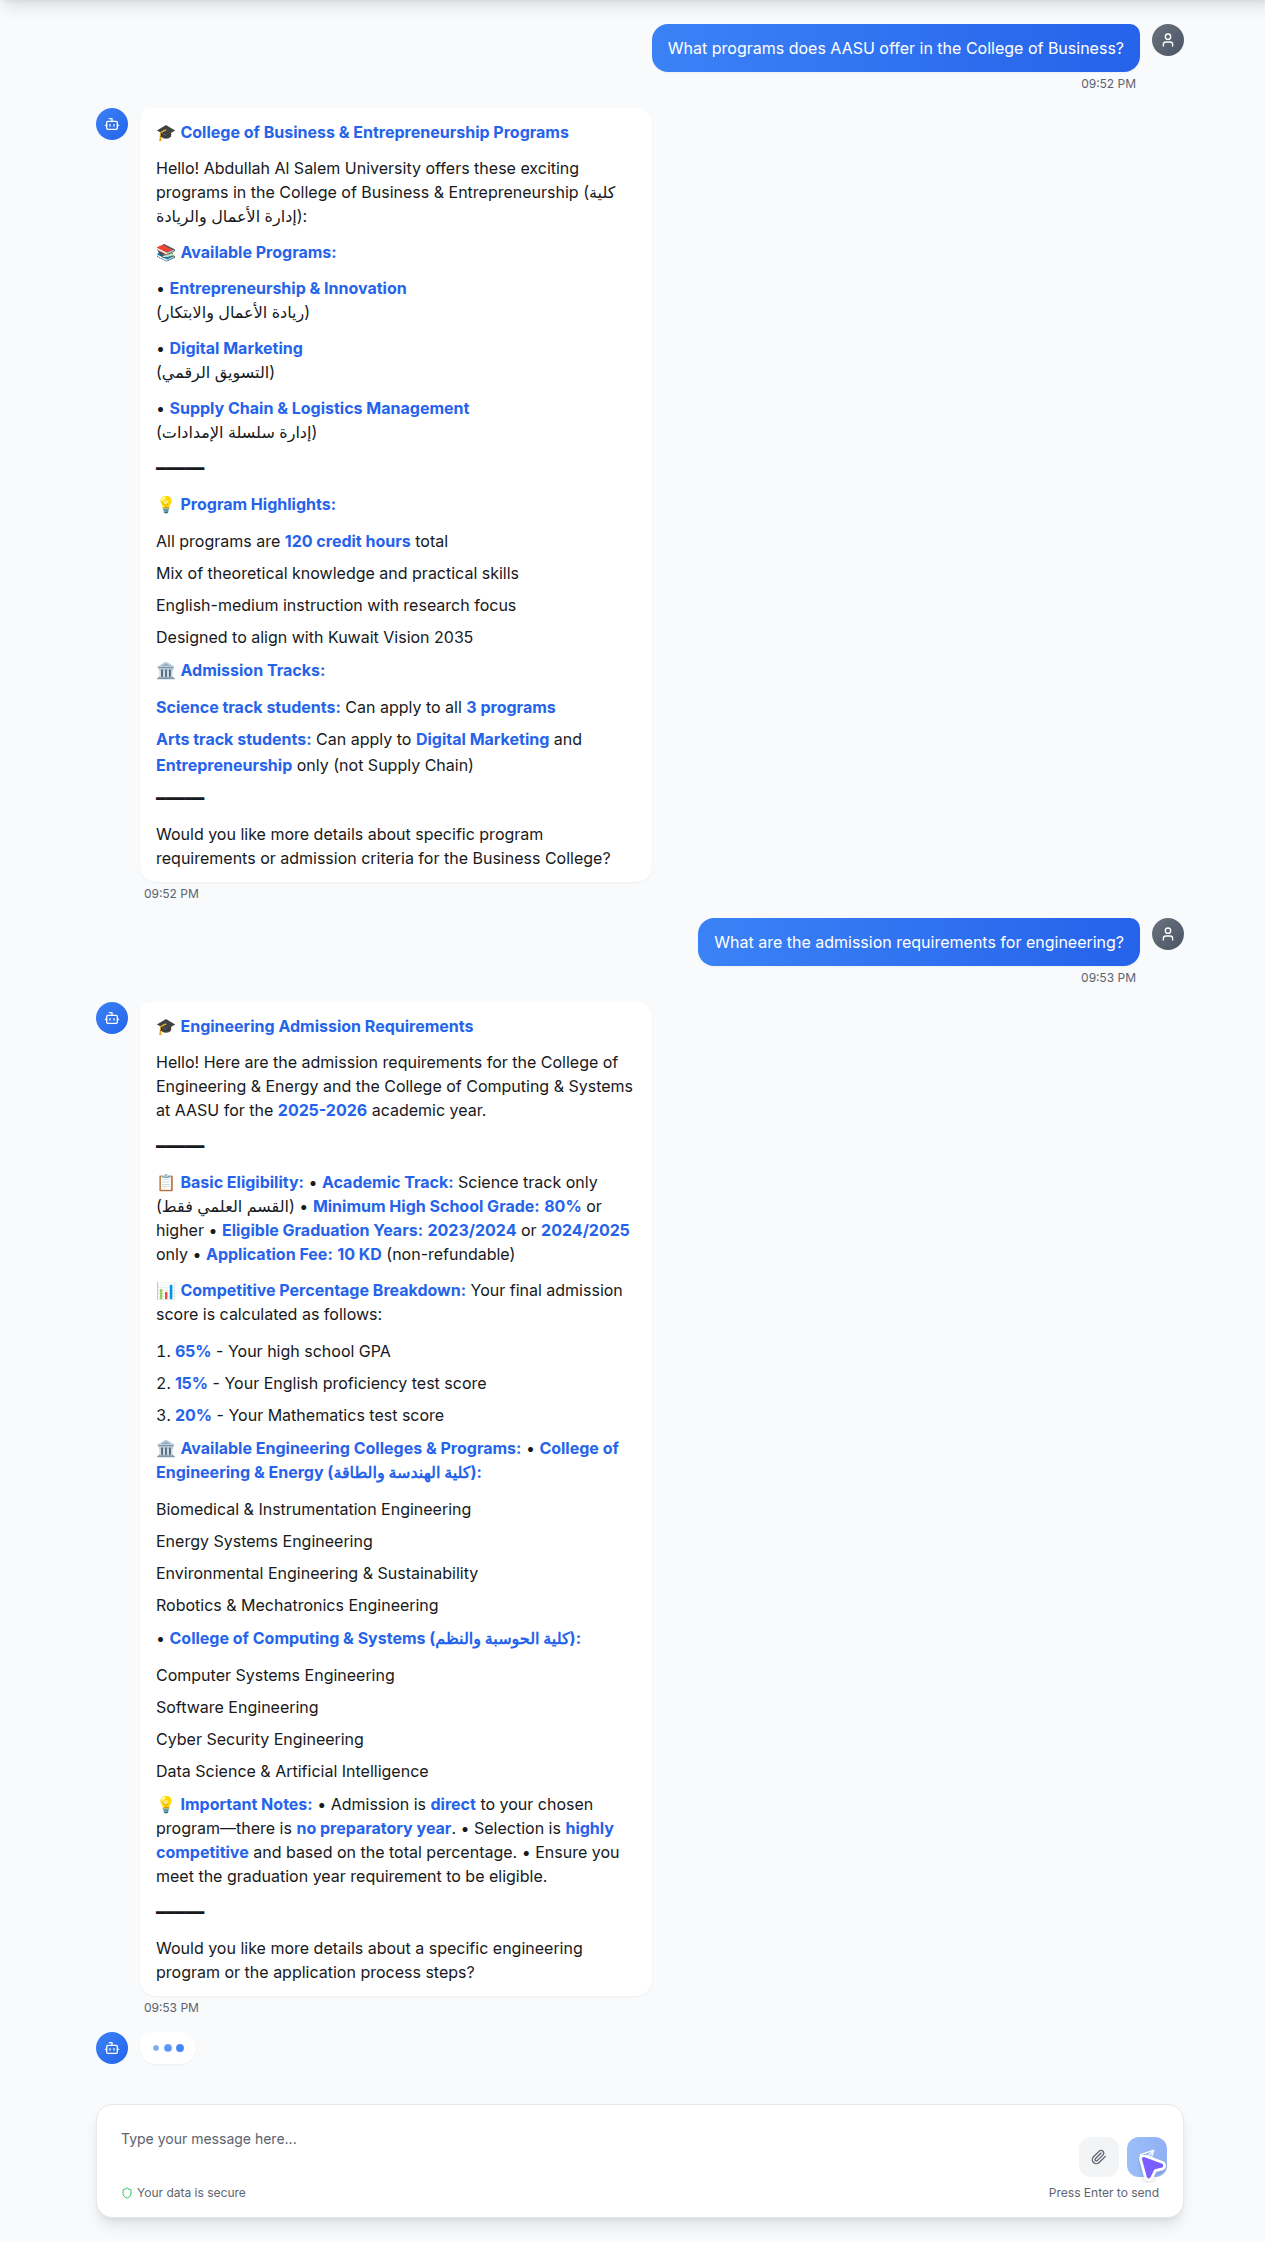 What programs does AASU offer in the College of Business?
09:52 PM
🎓 College of Business & Entrepreneurship Programs
Hello! Abdullah Al Salem University offers these exciting
programs in the College of Business & Entrepreneurship (كلية
إدارة الأعمال والريادة):
📚 Available Programs:
• Entrepreneurship & Innovation
(ريادة الأعمال والابتكار)
• Digital Marketing
(التسويق الرقمي)
• Supply Chain & Logistics Management
(إدارة سلسلة الإمدادات)
💡 Program Highlights:
All programs are 120 credit hours total
Mix of theoretical knowledge and practical skills
English-medium instruction with research focus
Designed to align with Kuwait Vision 2035
🏛️ Admission Tracks:
Science track students: Can apply to all 3 programs
Arts track students: Can apply to Digital Marketing and
Entrepreneurship only (not Supply Chain)
Would you like more details about specific program
requirements or admission criteria for the Business College?
09:52 PM
What are the admission requirements for engineering?
09:53 PM
🎓 Engineering Admission Requirements
Hello! Here are the admission requirements for the College of
Engineering & Energy and the College of Computing & Systems
at AASU for the 2025-2026 academic year.
📋 Basic Eligibility: • Academic Track: Science track only
(القسم العلمي فقط) • Minimum High School Grade: 80% or
higher • Eligible Graduation Years: 2023/2024 or 2024/2025
only • Application Fee: 10 KD (non-refundable)
📊 Competitive Percentage Breakdown: Your final admission
score is calculated as follows:
1. 65% - Your high school GPA
2. 15% - Your English proficiency test score
3. 20% - Your Mathematics test score
🏛️ Available Engineering Colleges & Programs: • College of
Engineering & Energy (كلية الهندسة والطاقة):
Biomedical & Instrumentation Engineering
Energy Systems Engineering
Environmental Engineering & Sustainability
Robotics & Mechatronics Engineering
• College of Computing & Systems (كلية الحوسبة والنظم):
Computer Systems Engineering
Software Engineering
Cyber Security Engineering
Data Science & Artificial Intelligence
💡 Important Notes: • Admission is direct to your chosen
program—there is no preparatory year. • Selection is highly
competitive and based on the total percentage. • Ensure you
meet the graduation year requirement to be eligible.
Would you like more details about a specific engineering
program or the application process steps?
09:53 PM
Type your message here...
Your data is secure
Press Enter to send